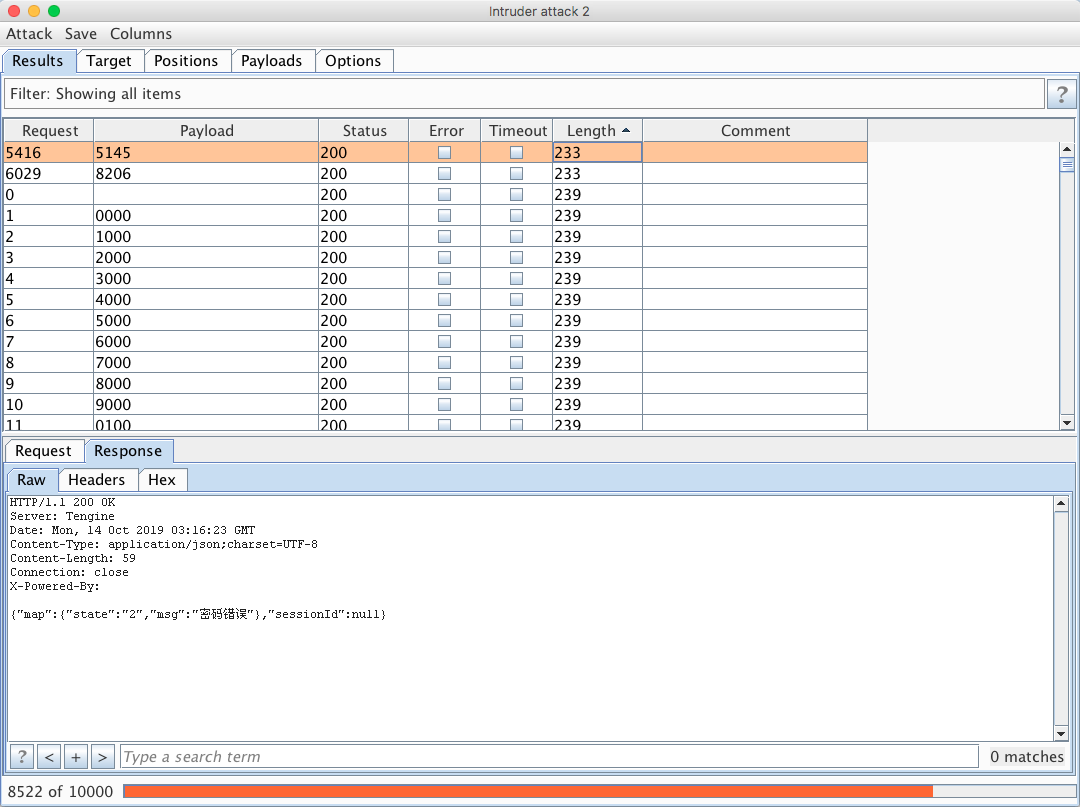 Intruder attack 2
Attack Save Columns
Results Target Positions Payloads Options
Filter: Showing all items ?
Request Payload Status Error Timeout Length Comment
5416 5145 200 233
6029 8206 200 233
0 200 239
1 0000 200 239
2 1000 200 239
3 2000 200 239
4 3000 200 239
5 4000 200 239
6 5000 200 239
7 6000 200 239
8 7000 200 239
9 8000 200 239
10 9000 200 239
11 0100 200 239
Request Response
Raw Headers Hex
HTTP/1.1 200 OK
Server: Tengine
Date: Mon, 14 Oct 2019 03:16:23 GMT
Content-Type: application/json;charset=UTF-8
Content-Length: 59
Connection: close
X-Powered-By:
{"map":{"state":"2","msg":"密码错误"},"sessionId":null}
? < + > Type a search term 0 matches
8522 of 10000